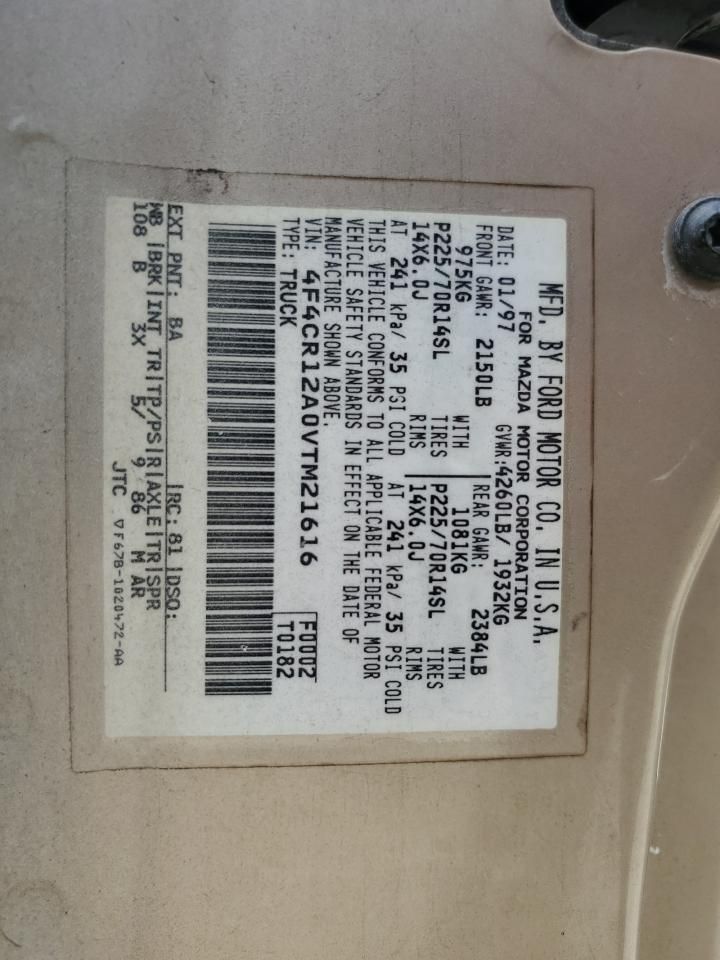 MFD. BY FORD MOTOR CO. IN U.S.A.
FOR MAZDA MOTOR CORPORATION
DATE: 01/97 GVWR:4260LB/ 1932KG
FRONT GAWR: 2150LB REAR GAWR: 2384LB
975KG WITH 1081KG WITH
P225/70R14SL TIRES P225/70R14SL TIRES
14X6.0J RIMS 14X6.0J RIMS
AT 241 kPa/ 35 PSI COLD AT 241 kPa/ 35 PSI COLD
THIS VEHICLE CONFORMS TO ALL APPLICABLE FEDERAL MOTOR
VEHICLE SAFETY STANDARDS IN EFFECT ON THE DATE OF
MANUFACTURE SHOWN ABOVE.
VIN: 4F4CR12A0VTM21616 F0002
TYPE: TRUCK T0182
EXT PNT: BA RC: 81 DSO:
WB BRK INT TR TP/PS R AXLE TR SPR
108 B 3X 5/ 9 86 M AR
JTC ▽F67B-1020472-AA